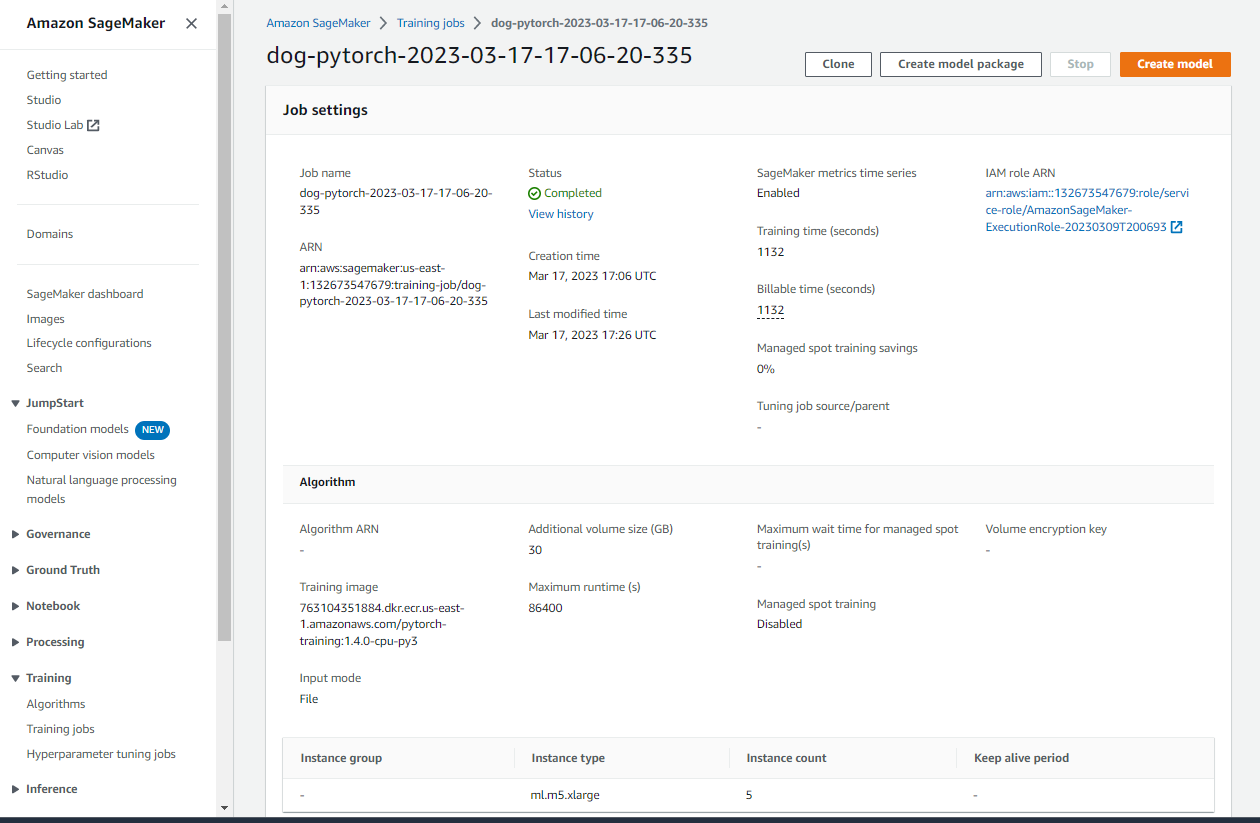 Amazon SageMaker
Getting started
Studio
Studio Lab
Canvas
RStudio
Domains
SageMaker dashboard
Images
Lifecycle configurations
Search
JumpStart
Foundation models NEW
Computer vision models
Natural language processing
models
Governance
Ground Truth
Notebook
Processing
Training
Algorithms
Training jobs
Hyperparameter tuning jobs
Inference
Amazon SageMaker > Training jobs > dog-pytorch-2023-03-17-17-06-20-335
dog-pytorch-2023-03-17-17-06-20-335
Clone
Create model package
Stop
Create model
Job settings
Job name
dog-pytorch-2023-03-17-17-06-20-
335
ARN
arn:aws:sagemaker:us-east-
1:132673547679:training-job/dog-
pytorch-2023-03-17-17-06-20-335
Status
Completed
View history
Creation time
Mar 17, 2023 17:06 UTC
Last modified time
Mar 17, 2023 17:26 UTC
SageMaker metrics time series
Enabled
Training time (seconds)
1132
Billable time (seconds)
1132
Managed spot training savings
0%
Tuning job source/parent
-
IAM role ARN
arn:aws:iam::132673547679:role/servi
ce-role/AmazonSageMaker-
ExecutionRole-20230309T200693
Algorithm
Algorithm ARN
-
Training image
763104351884.dkr.ecr.us-east-
1.amazonaws.com/pytorch-
training:1.4.0-cpu-py3
Input mode
File
Additional volume size (GB)
30
Maximum runtime (s)
86400
Maximum wait time for managed spot
training(s)
-
Managed spot training
Disabled
Volume encryption key
-
Instance group
Instance type
Instance count
Keep alive period
-
ml.m5.xlarge
5
-